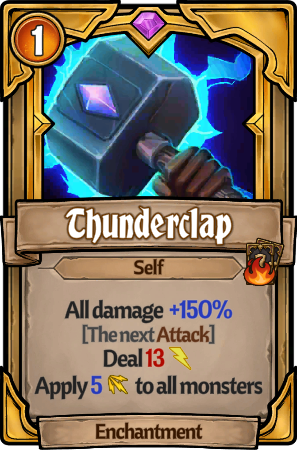 1
Thunderclap
Self
All damage +150%
[The next Attack]
Deal 13
Apply 5 to all monsters
Enchantment